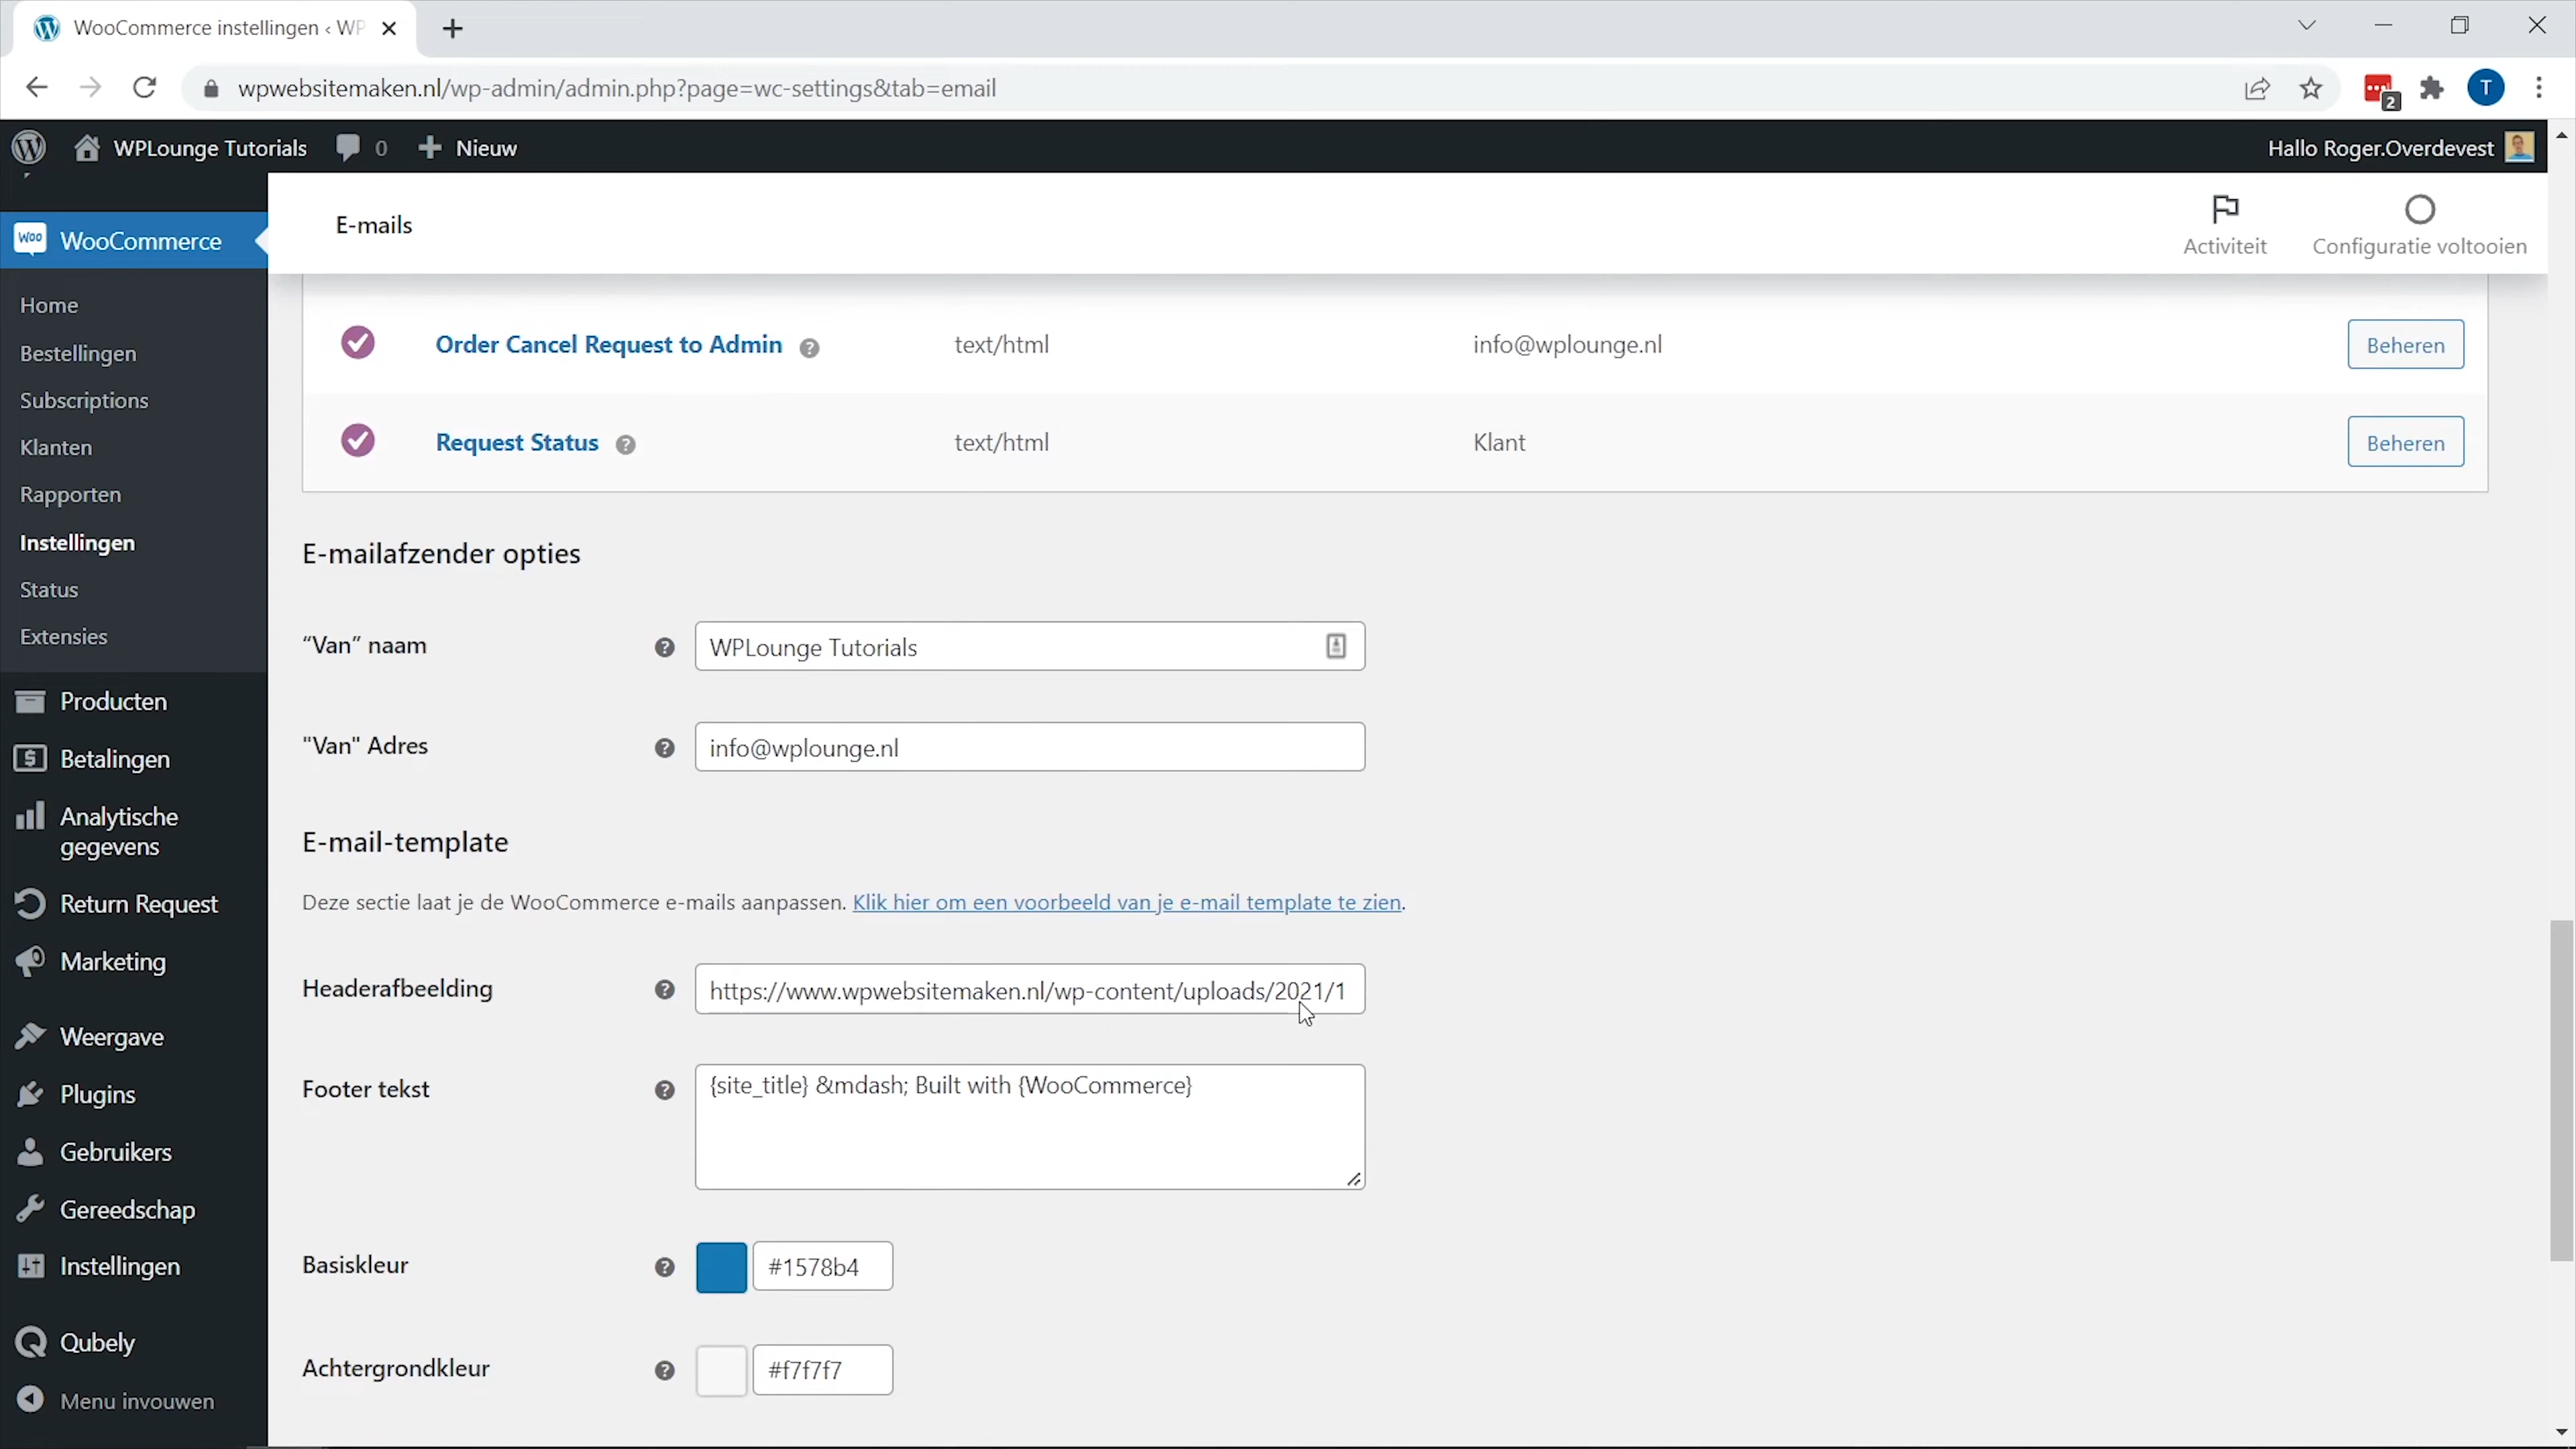 WooCommerce instellingen ‹ WP
wpwebsitemaken.nl/wp-admin/admin.php?page=wc-settings&tab=email
2
T
WPLounge Tutorials
0
Nieuw
Hallo Roger.Overdevest
Woo
WooCommerce
Home
Bestellingen
Subscriptions
Klanten
Rapporten
Instellingen
Status
Extensies
Producten
Betalingen
Analytische
gegevens
Return Request
Marketing
Weergave
Plugins
Gebruikers
Gereedschap
Instellingen
Qubely
Menu invouwen
E-mails
Activiteit
Configuratie voltooien
Order Cancel Request to Admin ? text/html info@wplounge.nl Beheren
Request Status ? text/html Klant Beheren
E-mailafzender opties
“Van” naam ? WPLounge Tutorials
"Van" Adres ? info@wplounge.nl
E-mail-template
Deze sectie laat je de WooCommerce e-mails aanpassen. Klik hier om een voorbeeld van je e-mail template te zien.
Headerafbeelding ? https://www.wpwebsitemaken.nl/wp-content/uploads/2021/1
Footer tekst ? {site_title} &mdash; Built with {WooCommerce}
Basiskleur ? #1578b4
Achtergrondkleur ? #f7f7f7